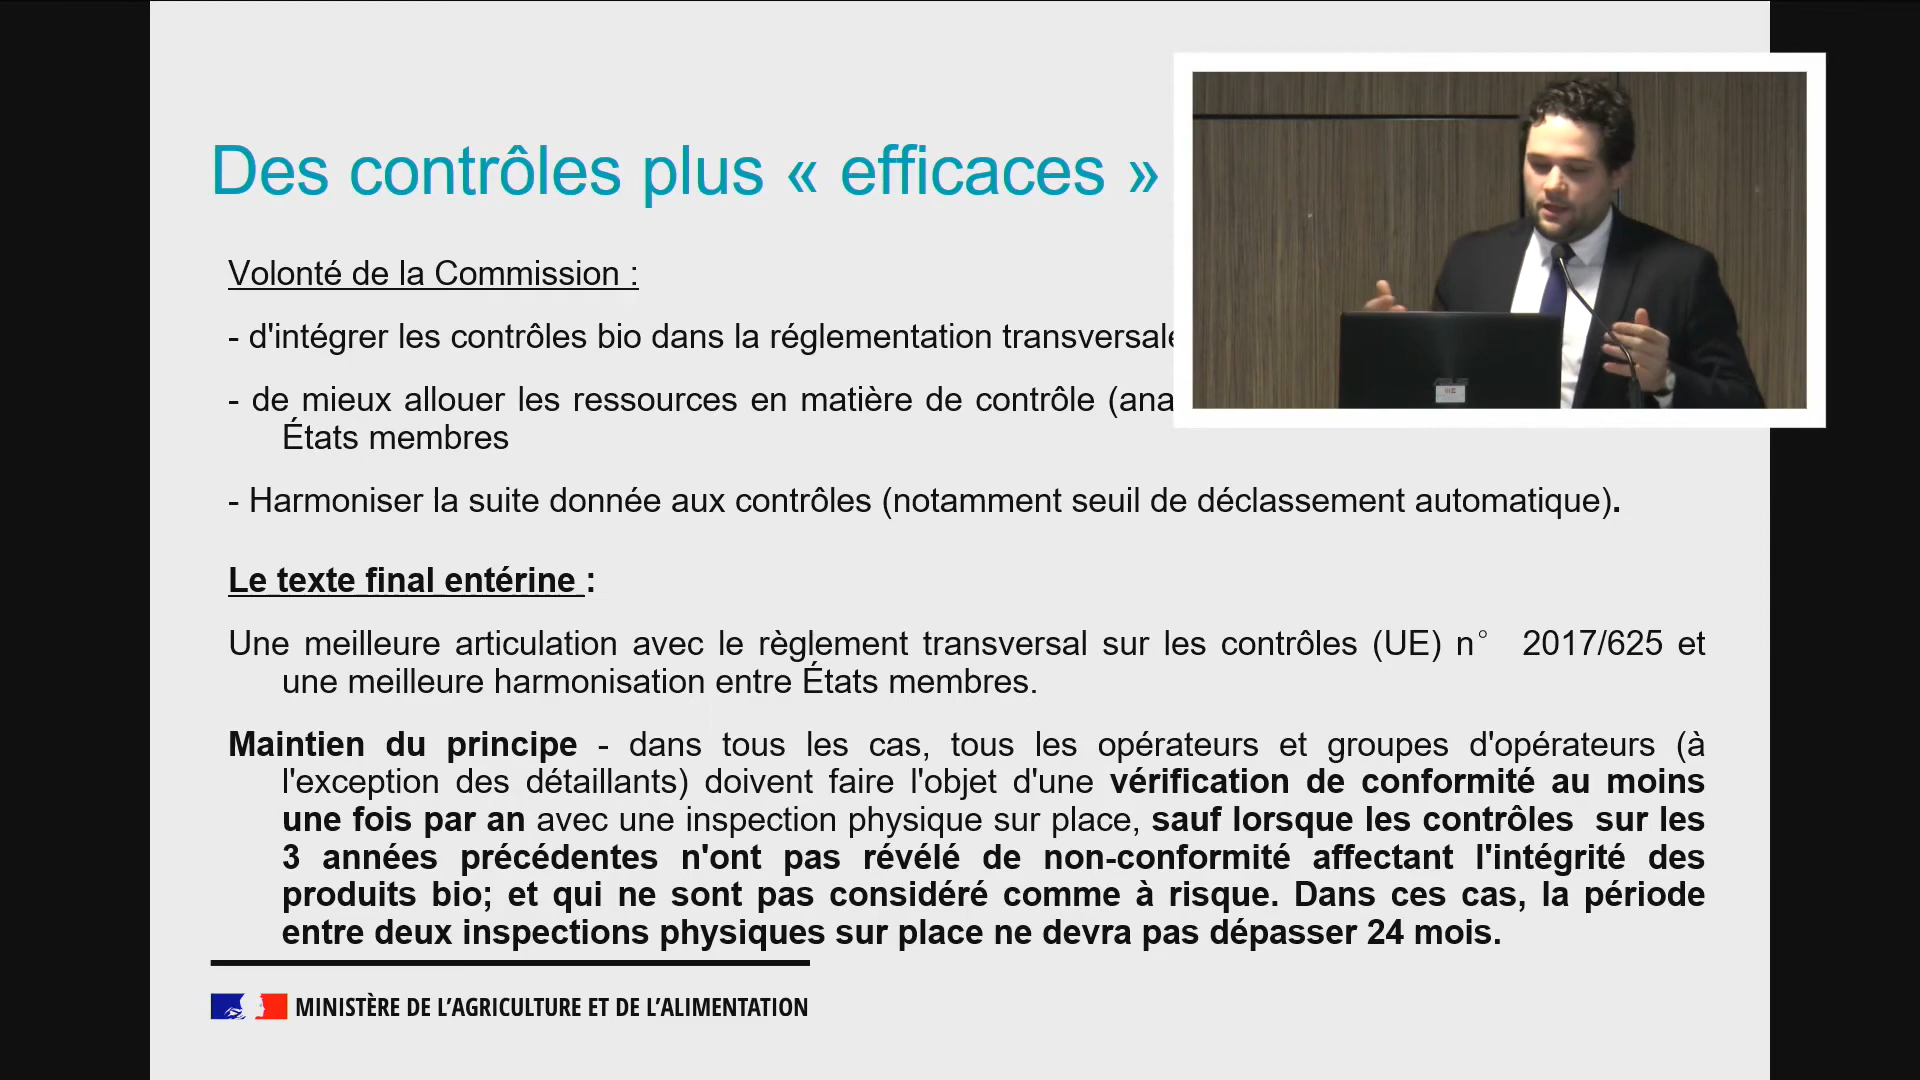 Des contrôles plus « efficaces »
Volonté de la Commission :
- d'intégrer les contrôles bio dans la réglementation transversale
- de mieux allouer les ressources en matière de contrôle (ana
États membres
- Harmoniser la suite donnée aux contrôles (notamment seuil de déclassement automatique).
Le texte final entérine :
Une meilleure articulation avec le règlement transversal sur les contrôles (UE) n° 2017/625 et
une meilleure harmonisation entre États membres.
Maintien du principe - dans tous les cas, tous les opérateurs et groupes d'opérateurs (à
l'exception des détaillants) doivent faire l'objet d'une vérification de conformité au moins
une fois par an avec une inspection physique sur place, sauf lorsque les contrôles sur les
3 années précédentes n'ont pas révélé de non-conformité affectant l'intégrité des
produits bio; et qui ne sont pas considéré comme à risque. Dans ces cas, la période
entre deux inspections physiques sur place ne devra pas dépasser 24 mois.
MINISTÈRE DE L'AGRICULTURE ET DE L'ALIMENTATION